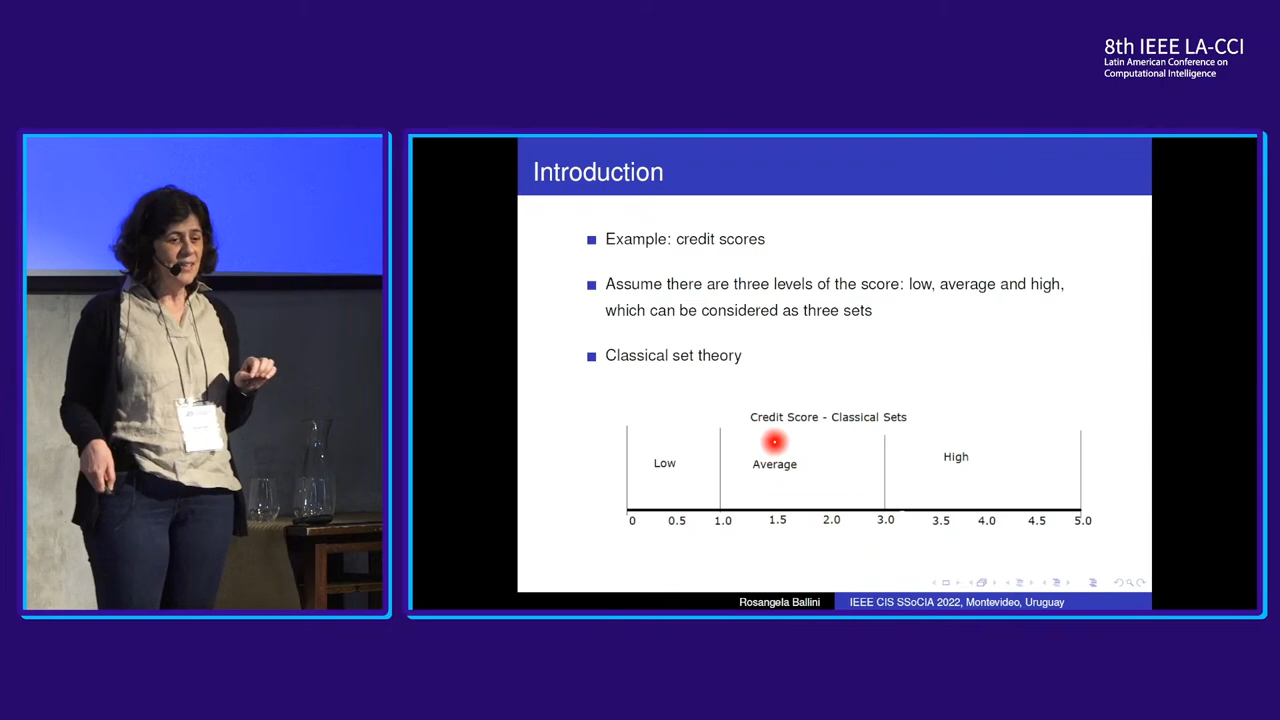 8th IEEE LA-CCI
Latin American Conference on
Computational Intelligence
Introduction
Example: credit scores
Assume there are three levels of the score: low, average and high,
which can be considered as three sets
Classical set theory
Credit Score - Classical Sets
Low
Average
High
0 0.5 1.0 1.5 2.0 3.0 3.5 4.0 4.5 5.0
Rosangela Ballini IEEE CIS SSoCIA 2022, Montevideo, Uruguay